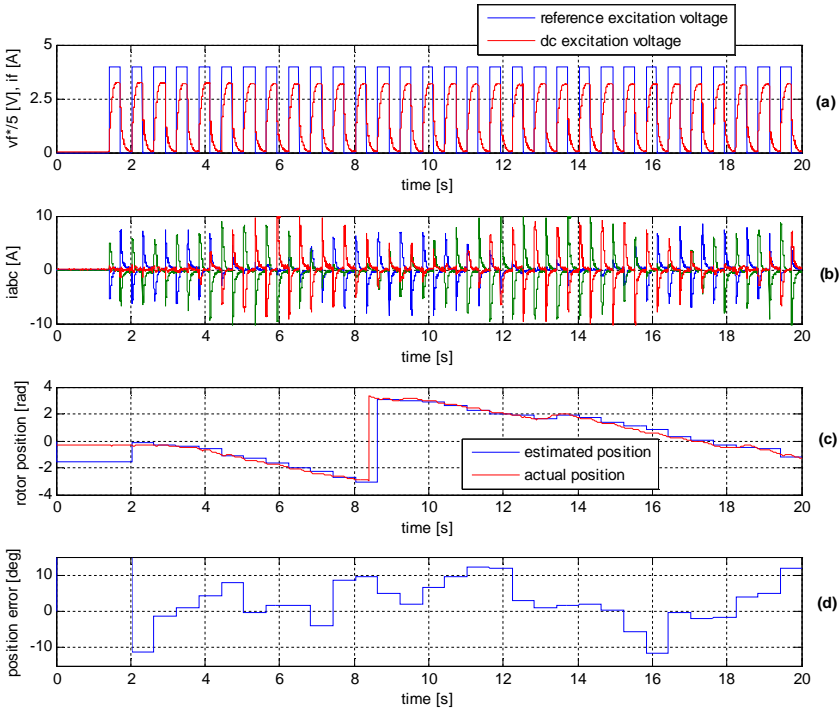 reference excitation voltage
dc excitation voltage
vf*/5 [V], if [A]
5
2.5
0
0 2 4 6 8 10 12 14 16 18 20
time [s]
(a)
iabc [A]
10
0
-10
0 2 4 6 8 10 12 14 16 18 20
time [s]
(b)
rotor position [rad]
4
2
0
-2
-4
estimated position
actual position
0 2 4 6 8 10 12 14 16 18 20
time [s]
(c)
position error [deg]
10
0
-10
0 2 4 6 8 10 12 14 16 18 20
time [s]
(d)